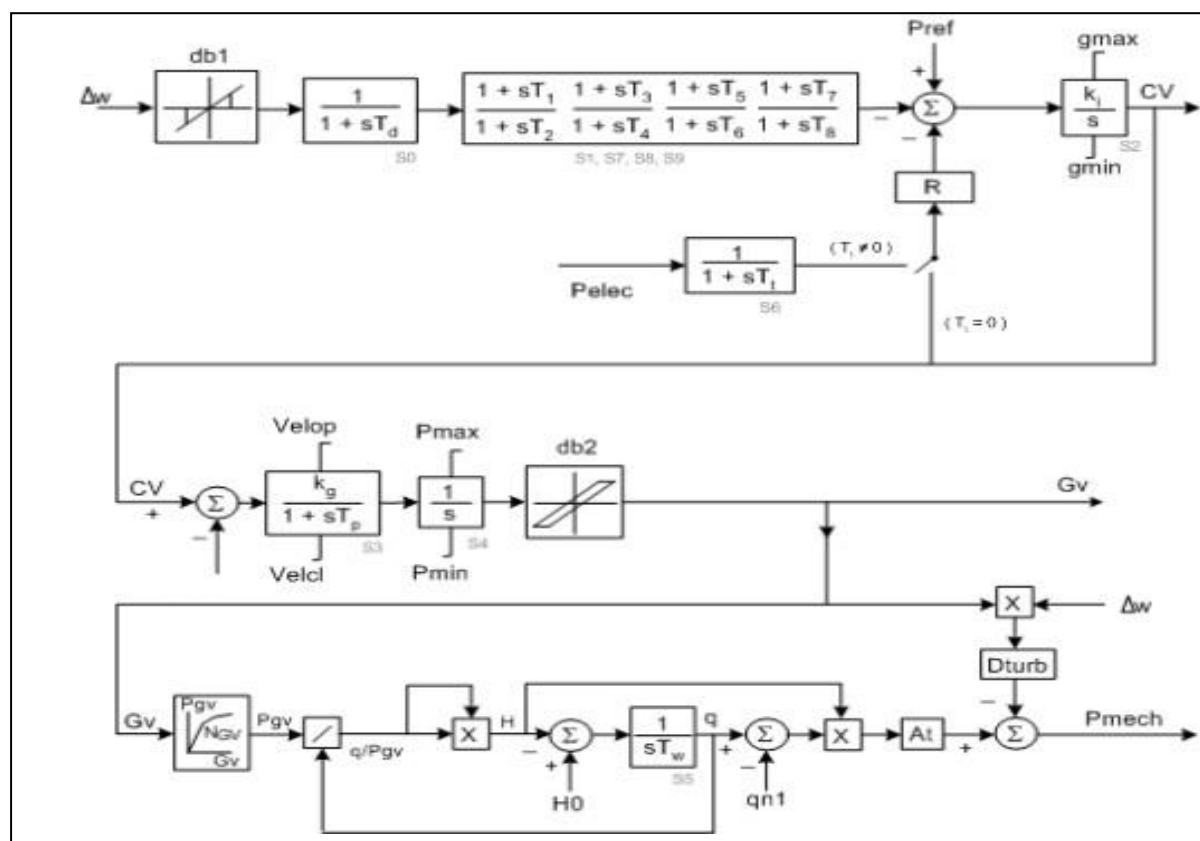 Pref
db1
gmax
Δw
1
1 + sTd
S0
1 + sT1
1 + sT2
1 + sT3
1 + sT4
1 + sT5
1 + sT6
1 + sT7
1 + sT8
S1, S7, S8, S9
+
−
Σ
−
ki
s
CV
S2
gmin
R
Pelec
1
1 + sTt
S6
( Tt ≠ 0 )
( Tt = 0 )
Velop
Pmax
db2
CV
+
Σ
−
kg
1 + sTp
S3
1
s
S4
Gv
Velcl
Pmin
X
Δw
Dturb
−
Gv
Pgv
NGV
Gv
Pgv
/
q/Pgv
X
H
−
Σ
+
H0
1
sTw
S5
q
+
Σ
−
qn1
X
At
+
Σ
Pmech